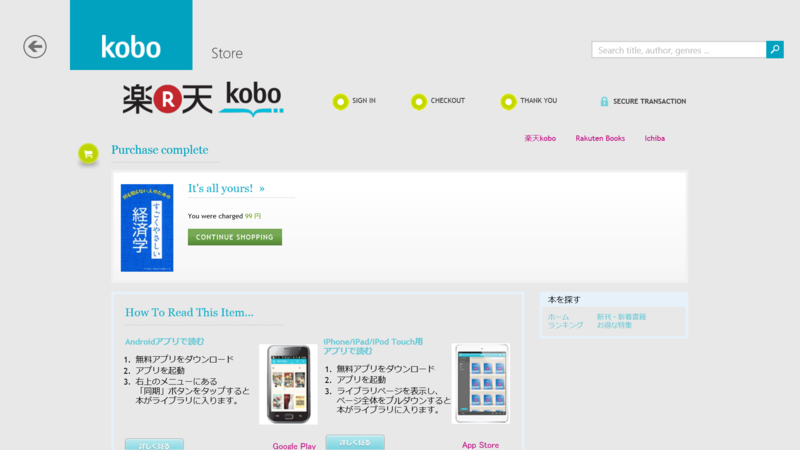 kobo
Store
Search title, author, genres ...
楽R天 kobo
SIGN IN
CHECKOUT
THANK YOU
SECURE TRANSACTION
楽天kobo
Rakuten Books
Ichiba
Purchase complete
It's all yours! »
経済学
すごくやさしい
You were charged 99 円
CONTINUE SHOPPING
How To Read This Item...
Androidアプリで読む
1. 無料アプリをダウンロード
2. アプリを起動
3. 右上のメニューにある
「同期」ボタンをタップすると
本がライブラリに入ります。
詳しく見る
Google Play
iPhone/iPad/iPod Touch用
アプリで読む
1. 無料アプリをダウンロード
2. アプリを起動
3. ライブラリページを表示し、
ページ全体をプルダウンすると
本がライブラリに入ります。
詳しく見る
App Store
本を探す
ホーム
新刊・新着書籍
ランキング
お得な特集